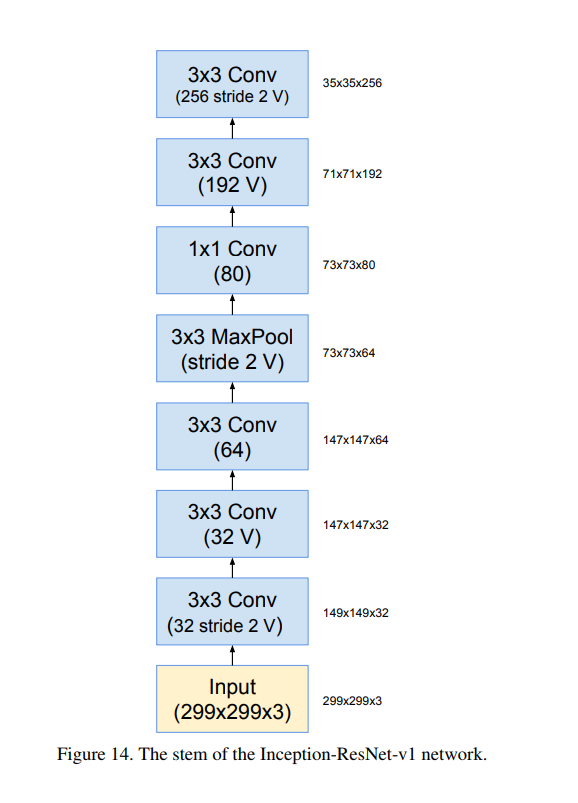 3x3 Conv
(256 stride 2 V)
35x35x256
3x3 Conv
(192 V)
71x71x192
1x1 Conv
(80)
73x73x80
3x3 MaxPool
(stride 2 V)
73x73x64
3x3 Conv
(64)
147x147x64
3x3 Conv
(32 V)
147x147x32
3x3 Conv
(32 stride 2 V)
149x149x32
Input
(299x299x3)
299x299x3
Figure 14. The stem of the Inception-ResNet-v1 network.